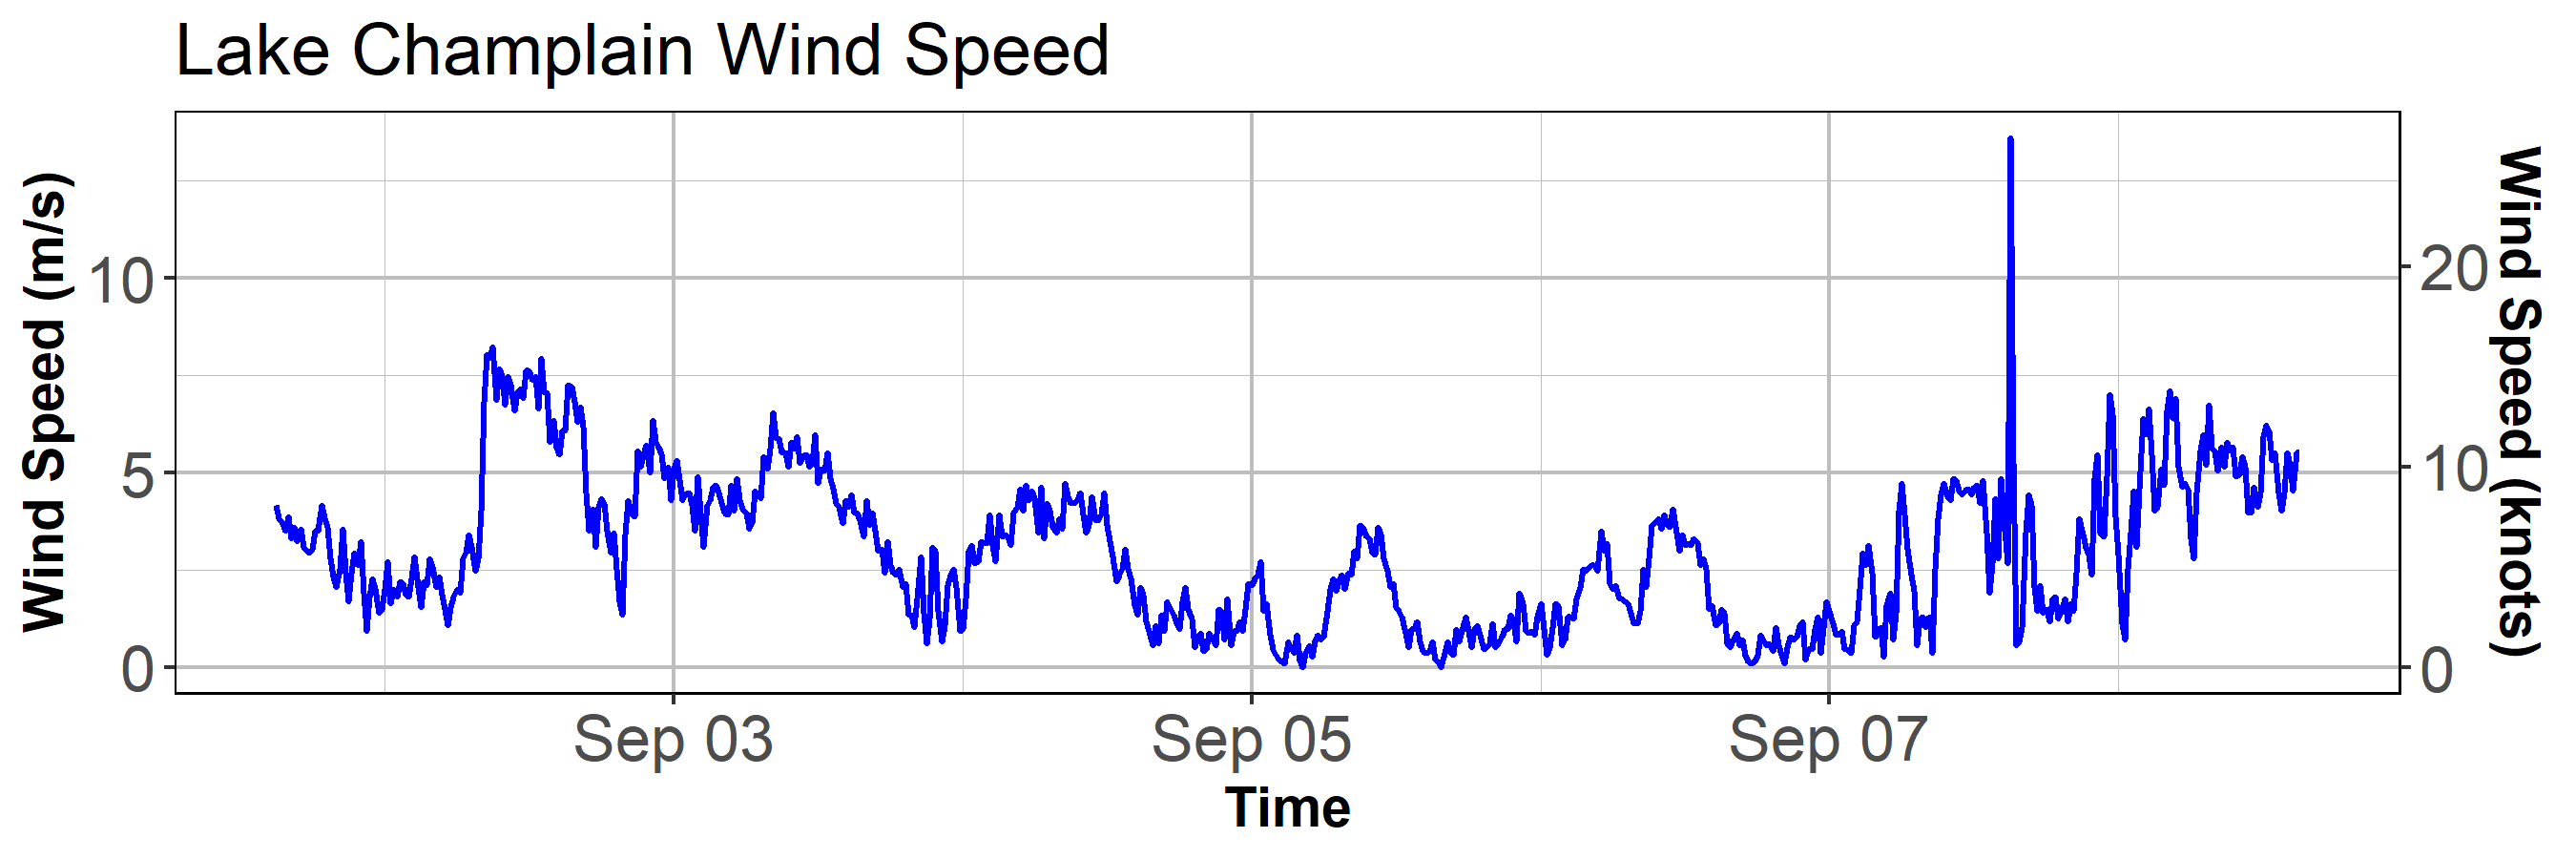 Lake Champlain Wind Speed
Wind Speed (m/s)
10
5
0
20
10
0
Wind Speed (knots)
Sep 03 Sep 05 Sep 07
Time